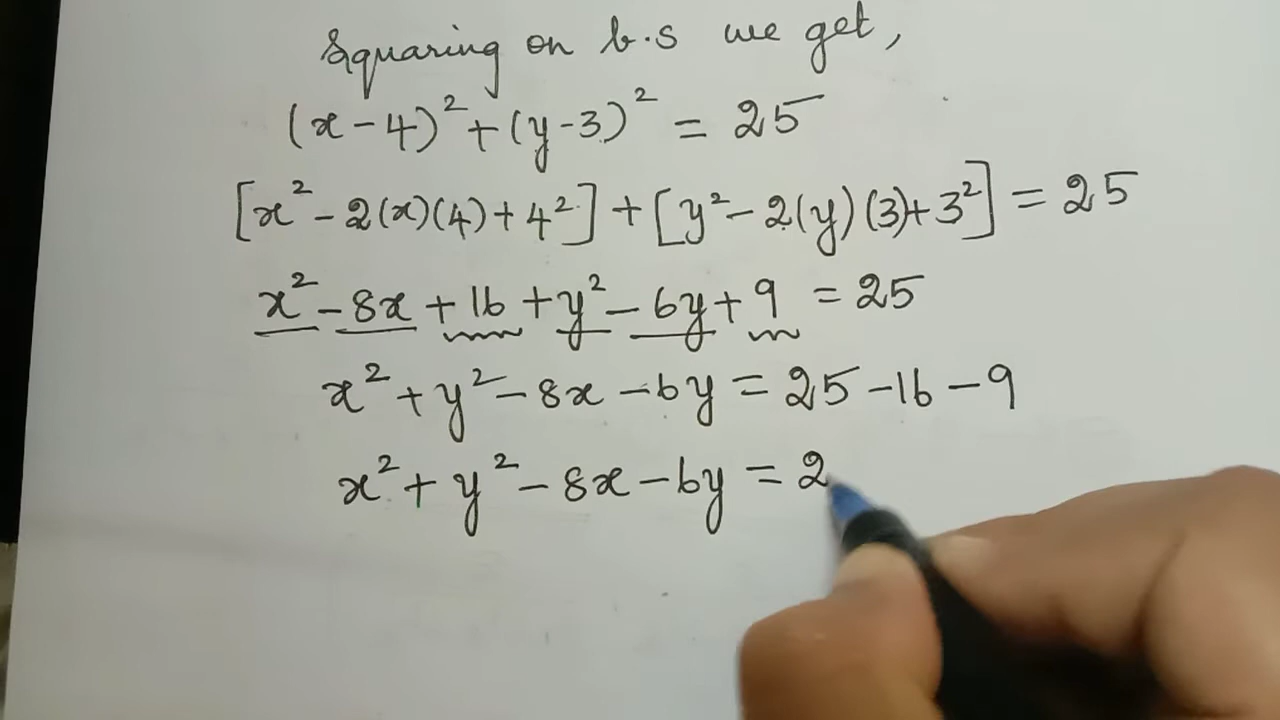 Squaring on b.s we get,
(x-4)²+(y-3)² = 25
[x²-2(x)(4)+4²]+[y²-2(y)(3)+3²] = 25
x²-8x+16+y²-6y+9 = 25
x²+y²-8x-6y = 25-16-9
x²+y²-8x-6y = 2